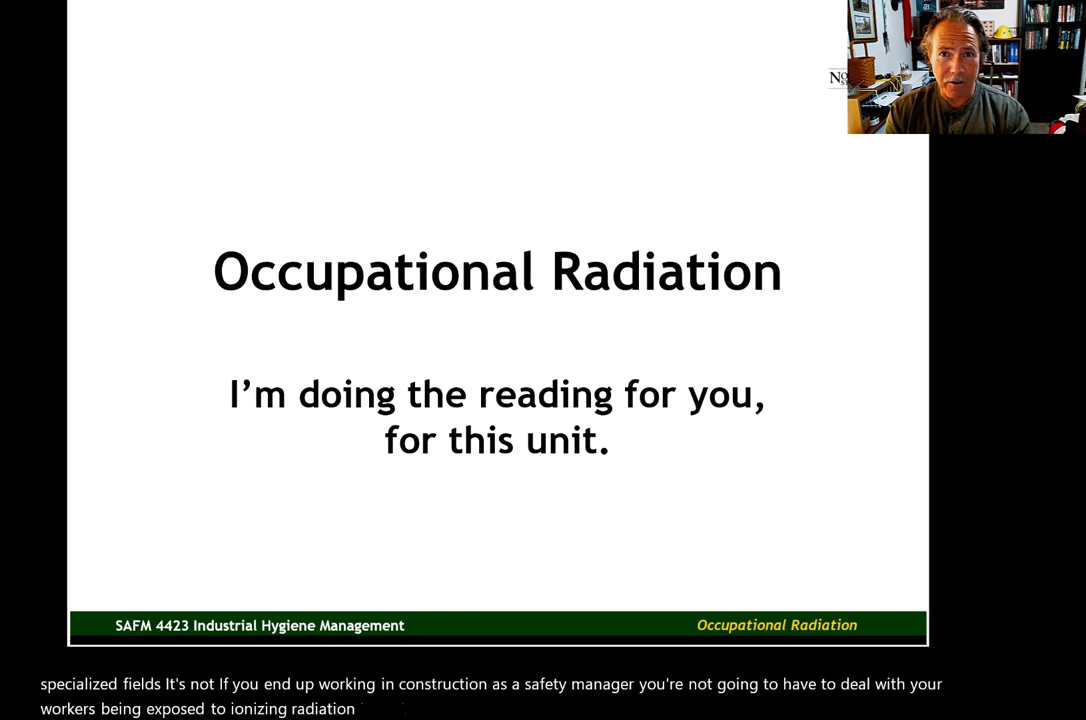 Occupational Radiation
I'm doing the reading for you,
for this unit.
SAFM 4423 Industrial Hygiene Management
Occupational Radiation
specialized fields It's not If you end up working in construction as a safety manager you're not going to have to deal with your
workers being exposed to ionizing radiation